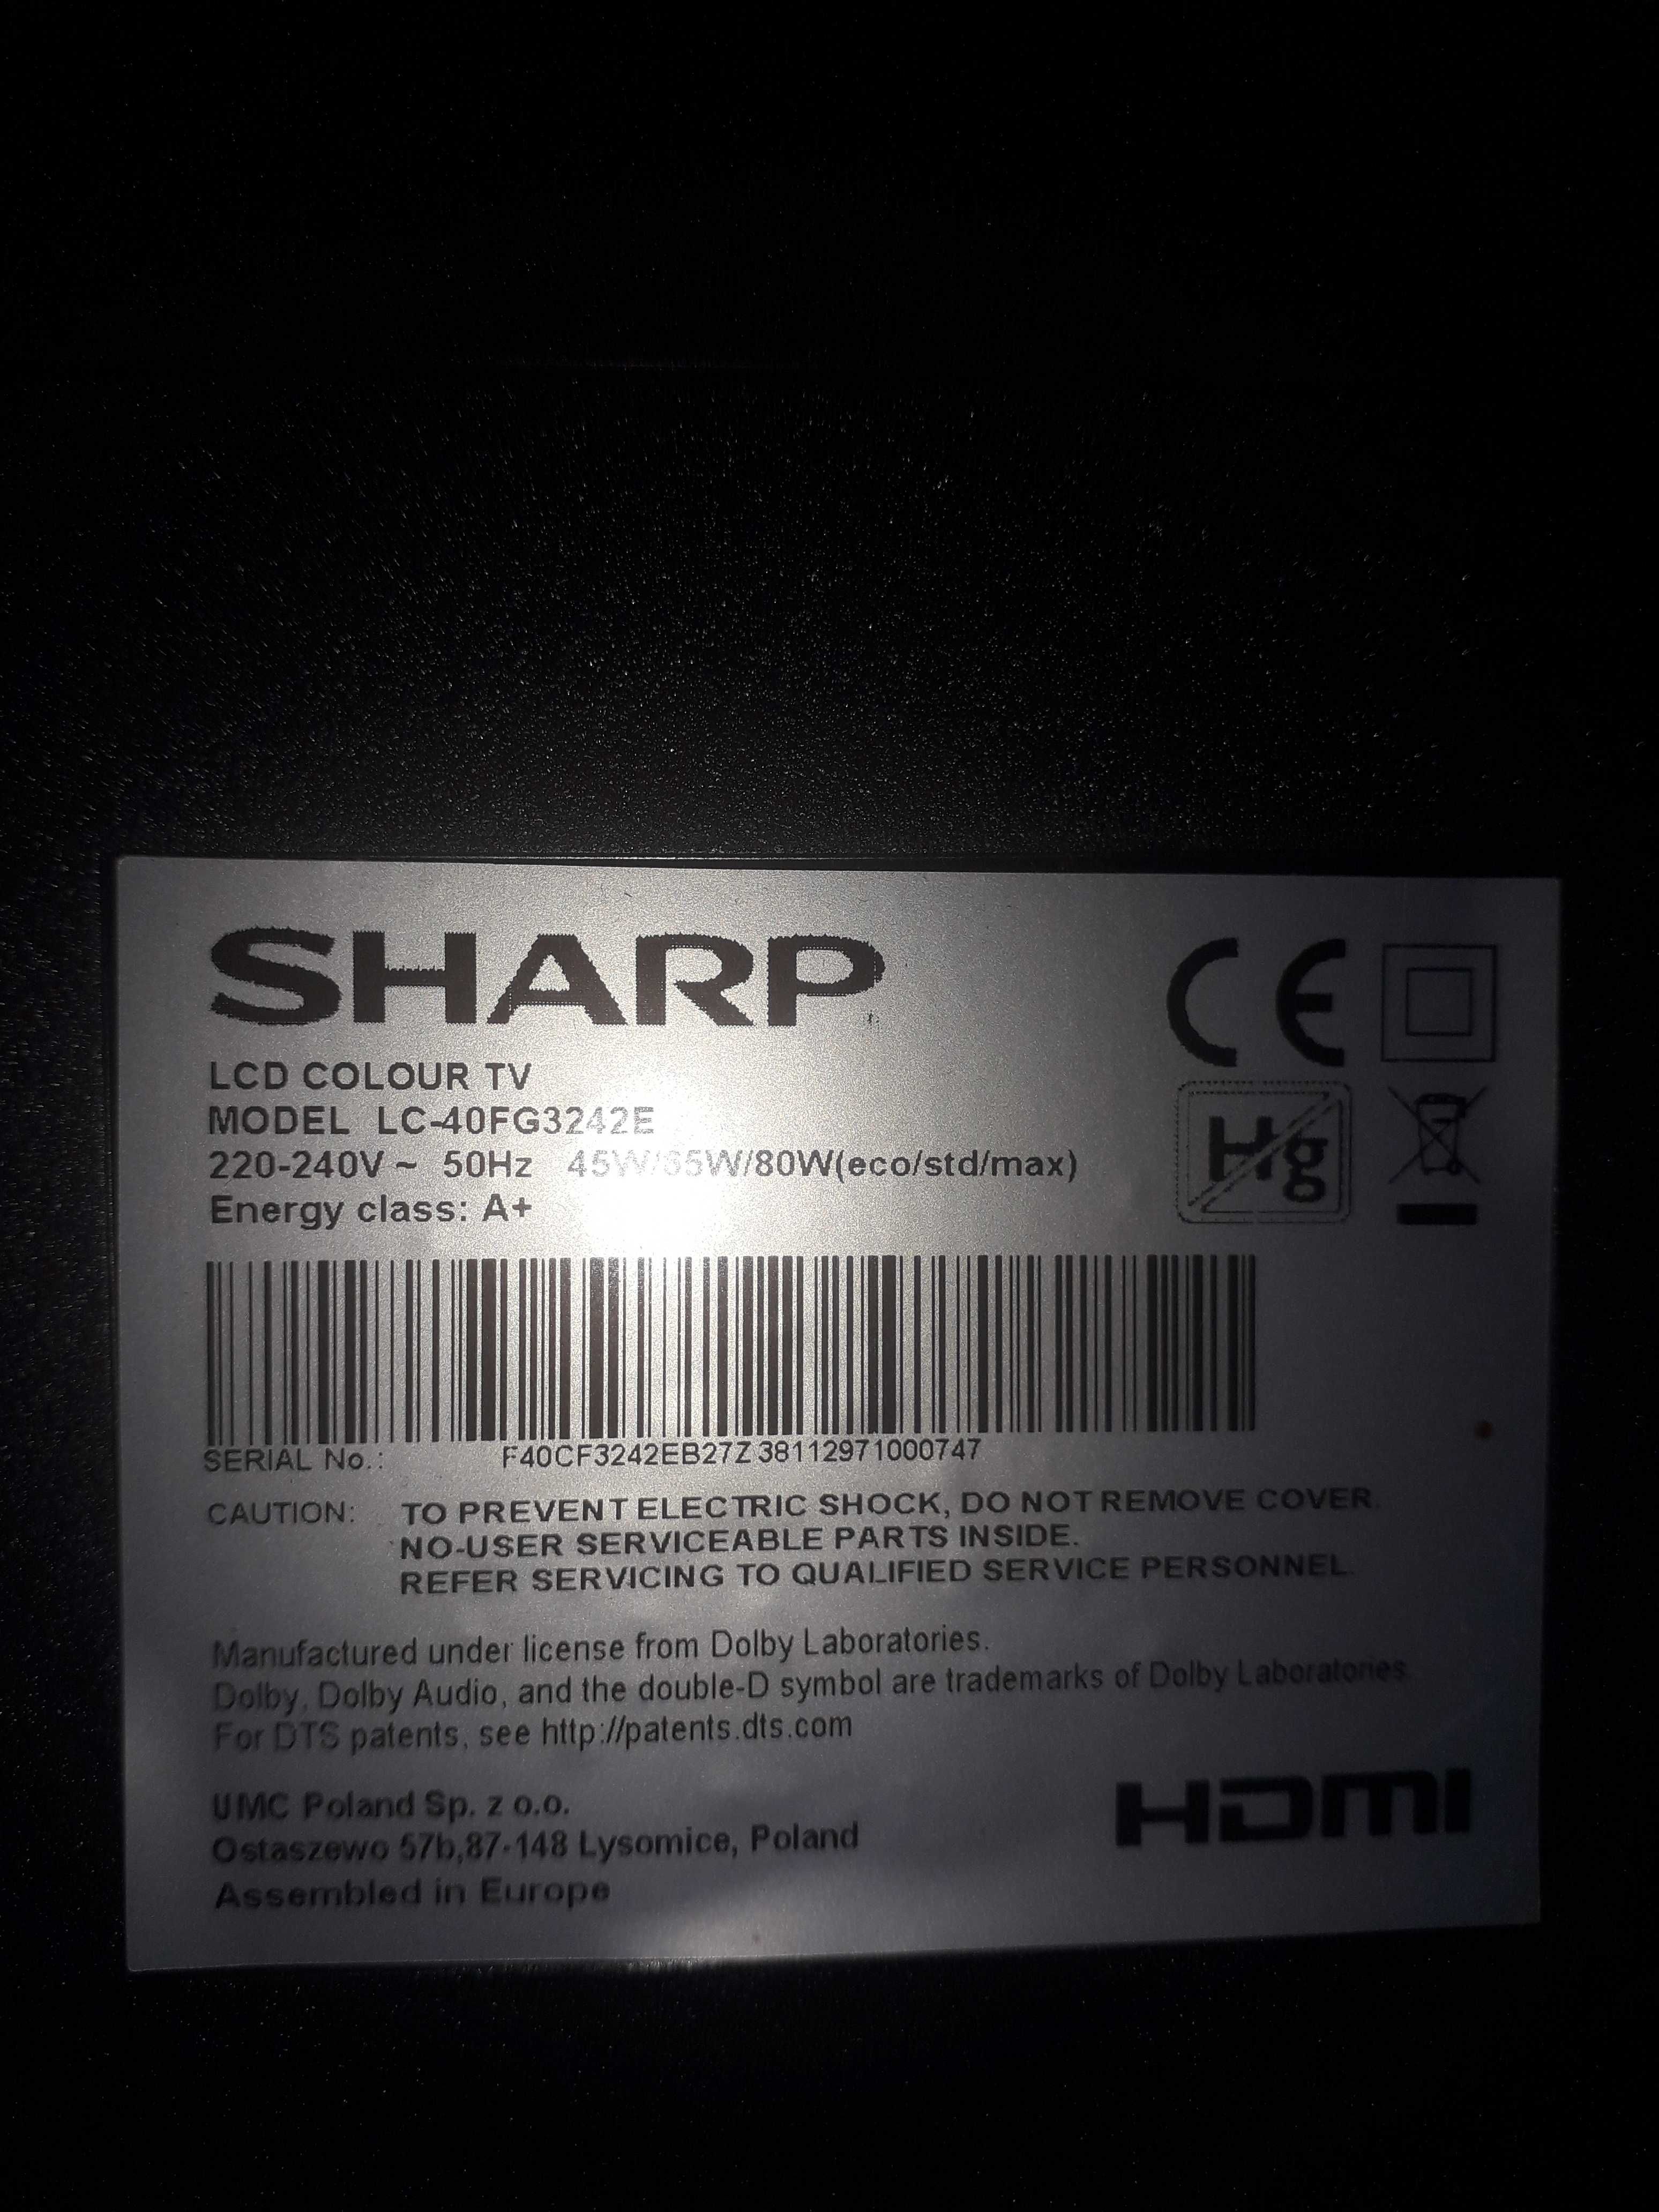 SHARP
CE
LCD COLOUR TV
MODEL LC-40FG3242E
Hg
220-240V ~ 50Hz 45W/65W/80W(eco/std/max)
Energy class: A+
SERIAL No.: F40CF3242EB27Z38112971000747
CAUTION: TO PREVENT ELECTRIC SHOCK, DO NOT REMOVE COVER.
NO-USER SERVICEABLE PARTS INSIDE.
REFER SERVICING TO QUALIFIED SERVICE PERSONNEL.
Manufactured under license from Dolby Laboratories.
Dolby, Dolby Audio, and the double-D symbol are trademarks of Dolby Laboratories
For DTS patents, see http://patents.dts.com
UMC Poland Sp. z o.o.
Ostaszewo 57b,87-148 Lysomice, Poland
Assembled in Europe
HDMI